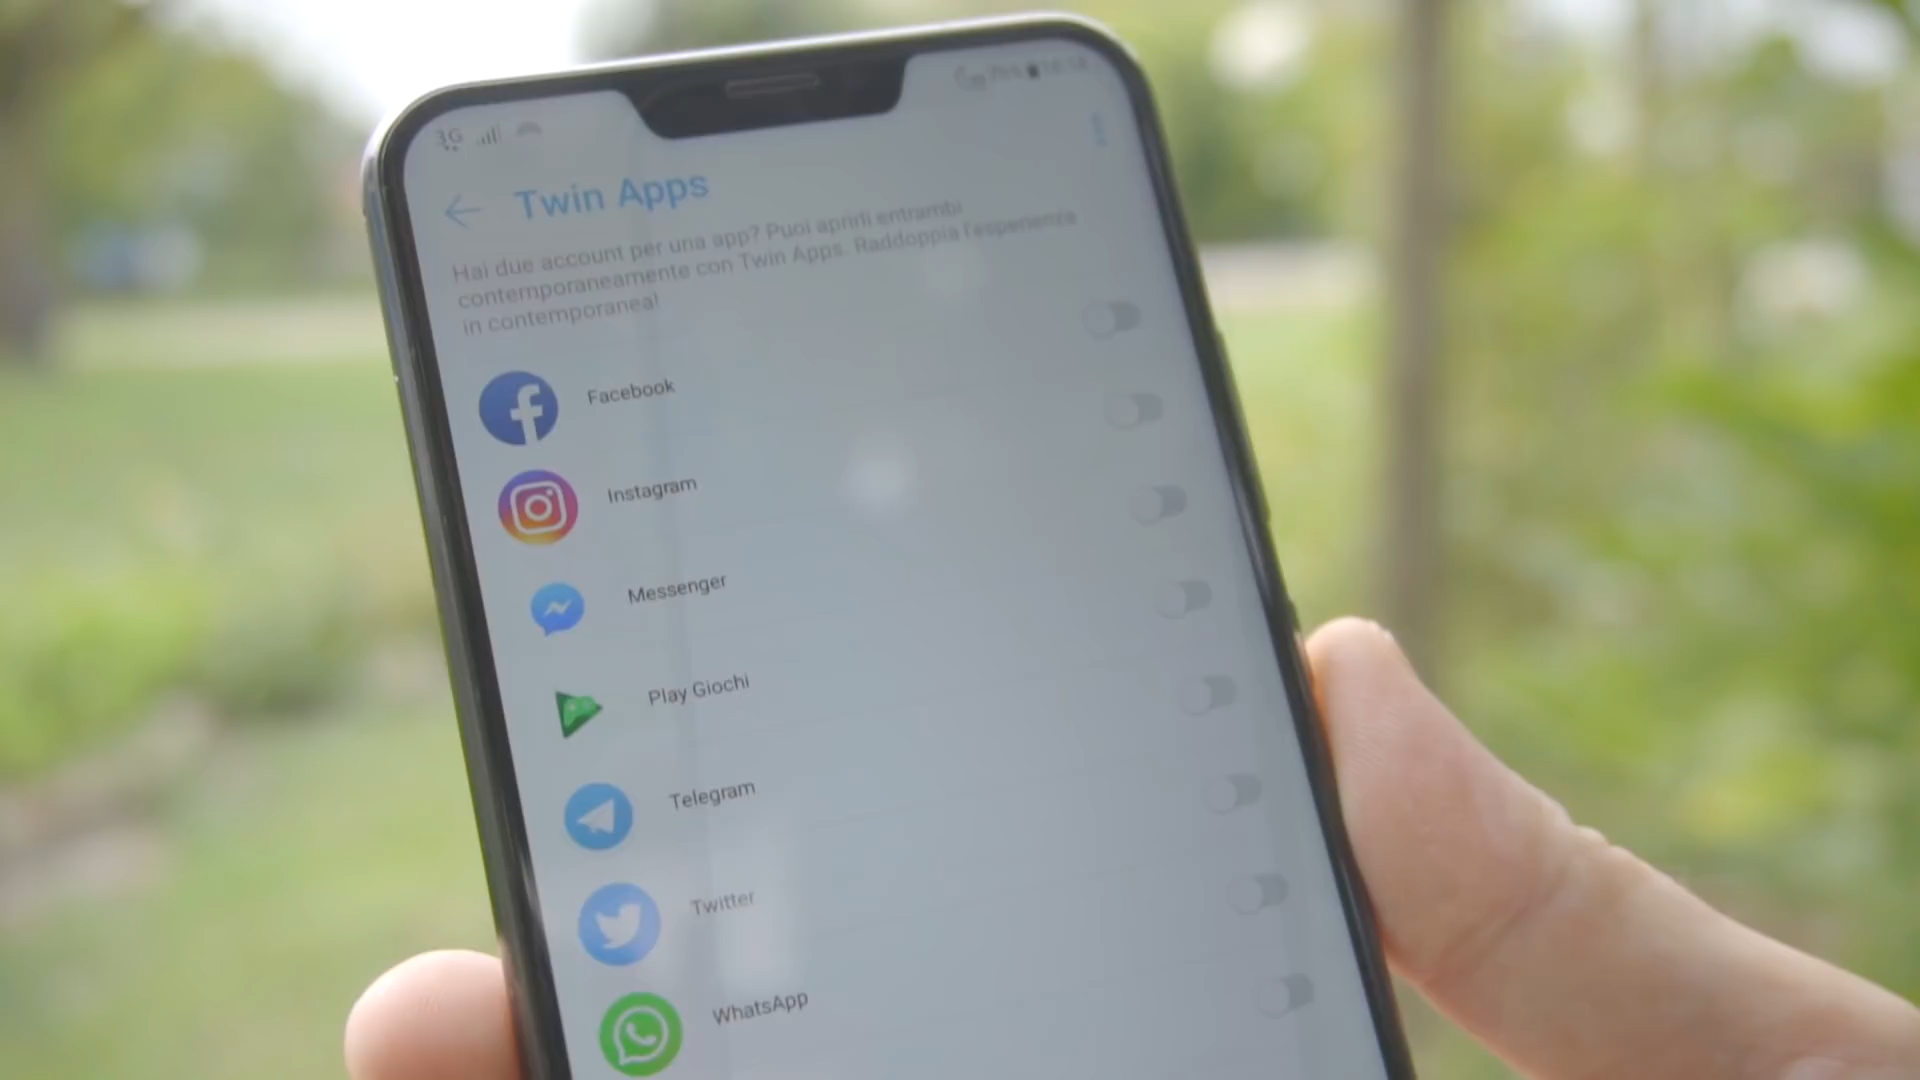 3G
Twin Apps
Hai due account per una app? Puoi aprirli entrambi
contemporaneamente con Twin Apps. Raddoppia l'esperienza
in contemporanea!
Facebook
Instagram
Messenger
Play Giochi
Telegram
Twitter
WhatsApp